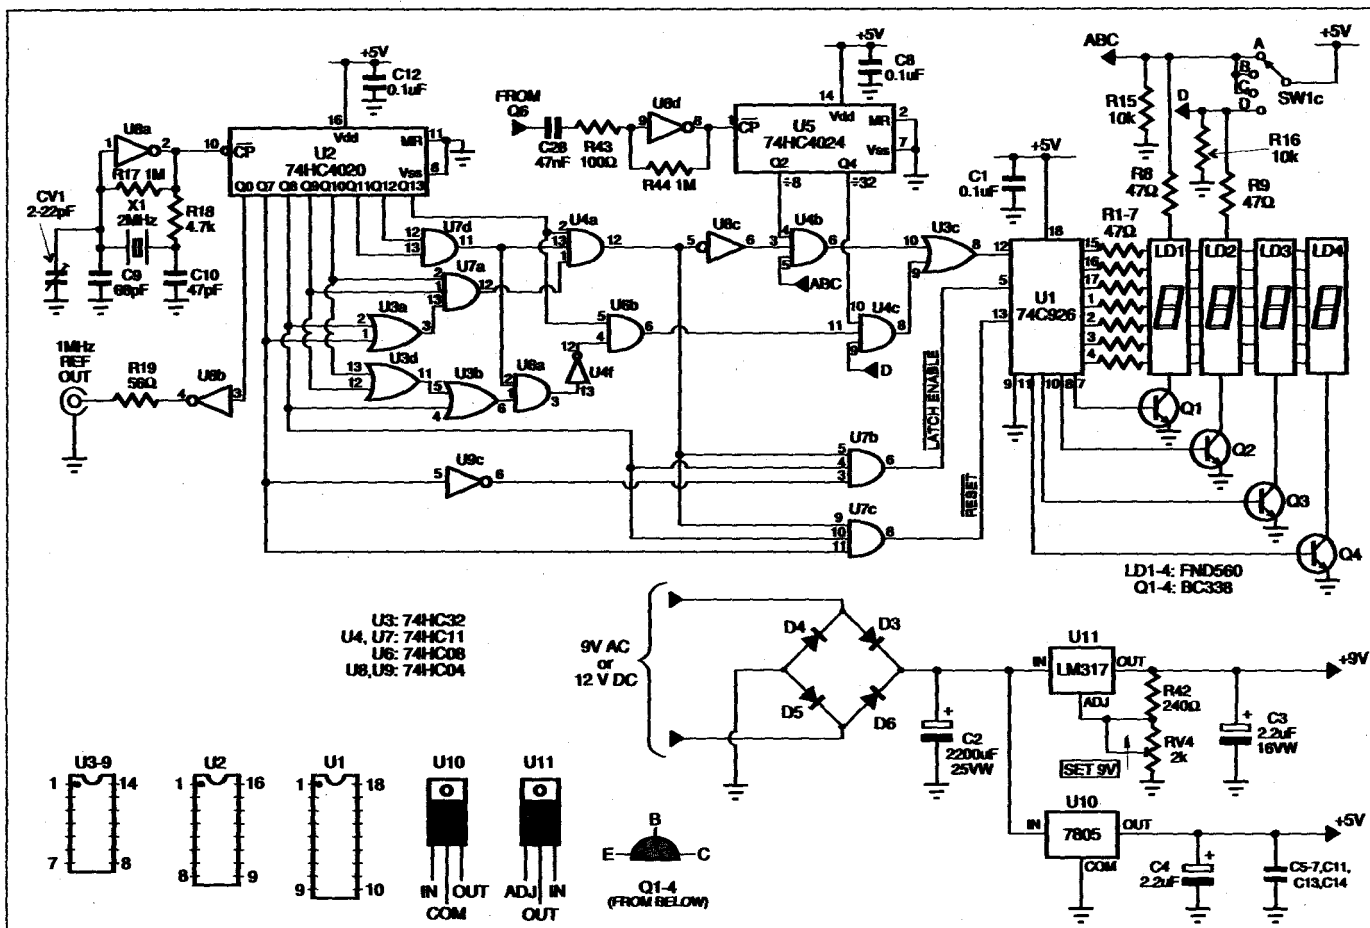 +5V
C12
0.1uF
16
Vdd
U8a
1
2
10
CP
U2
74HC4020
MR
11
Vss
8
Q0 Q7 Q8 Q9 Q10 Q11 Q12 Q13
R17 1M
X1
2MHz
R18
4.7k
CV1
2-22pF
C9
68pF
C10
47pF
1MHz
REF
OUT
R19
56Ω
4
U8b
3
FROM
Q6
C28
47nF
R43
100Ω
9
U8d
8
R44 1M
+5V
C8
0.1uF
14
Vdd
1
CP
U5
74HC4024
MR
2
Vss
7
Q2
÷8
Q4
÷32
U7d
12
13
11
U7a
2
1
13
12
U3a
2
1
3
U3d
13
12
11
U3b
5
4
6
U6a
2
1
3
12
U4f
13
U4a
2
13
1
12
U6b
5
4
6
U8c
5
6
U4b
4
3
5
6
ABC
U4c
10
11
9
8
D
U3c
10
9
8
U9c
5
6
U7b
5
4
3
6
U7c
9
10
11
8
LATCH ENABLE
RESET
+5V
C1
0.1uF
18
12
5
13
U1
74C926
15
16
17
1
2
3
4
9
11
10
8
7
R1-7
47Ω
ABC
R15
10k
D
R8
47Ω
R9
47Ω
R16
10k
A
B
C
D
SW1c
+5V
LD1
LD2
LD3
LD4
Q1
Q2
Q3
Q4
LD1-4: FND560
Q1-4: BC338
U3: 74HC32
U4, U7: 74HC11
U6: 74HC08
U8,U9: 74HC04
9V AC
or
12 V DC
D4
D3
D5
D6
C2
2200uF
25VW
+
U11
IN
LM317
OUT
ADJ
R42
240Ω
RV4
2k
SET 9V
+
C3
2.2uF
16VW
+9V
U10
IN
7805
OUT
COM
C4
2.2uF
+
C5-7,C11,
C13,C14
+5V
U3-9
1
14
7
8
U2
1
16
8
9
U1
1
18
9
10
U10
IN
OUT
COM
U11
ADJ
IN
OUT
B
E
C
Q1-4
(FROM BELOW)